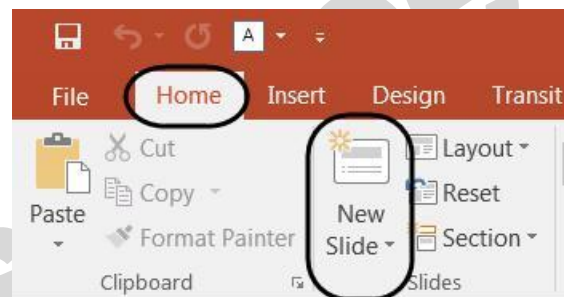 A
File Home Insert Design Transit
Cut Layout
Copy Reset
Paste New
Format Painter Slide Section
Clipboard Slides